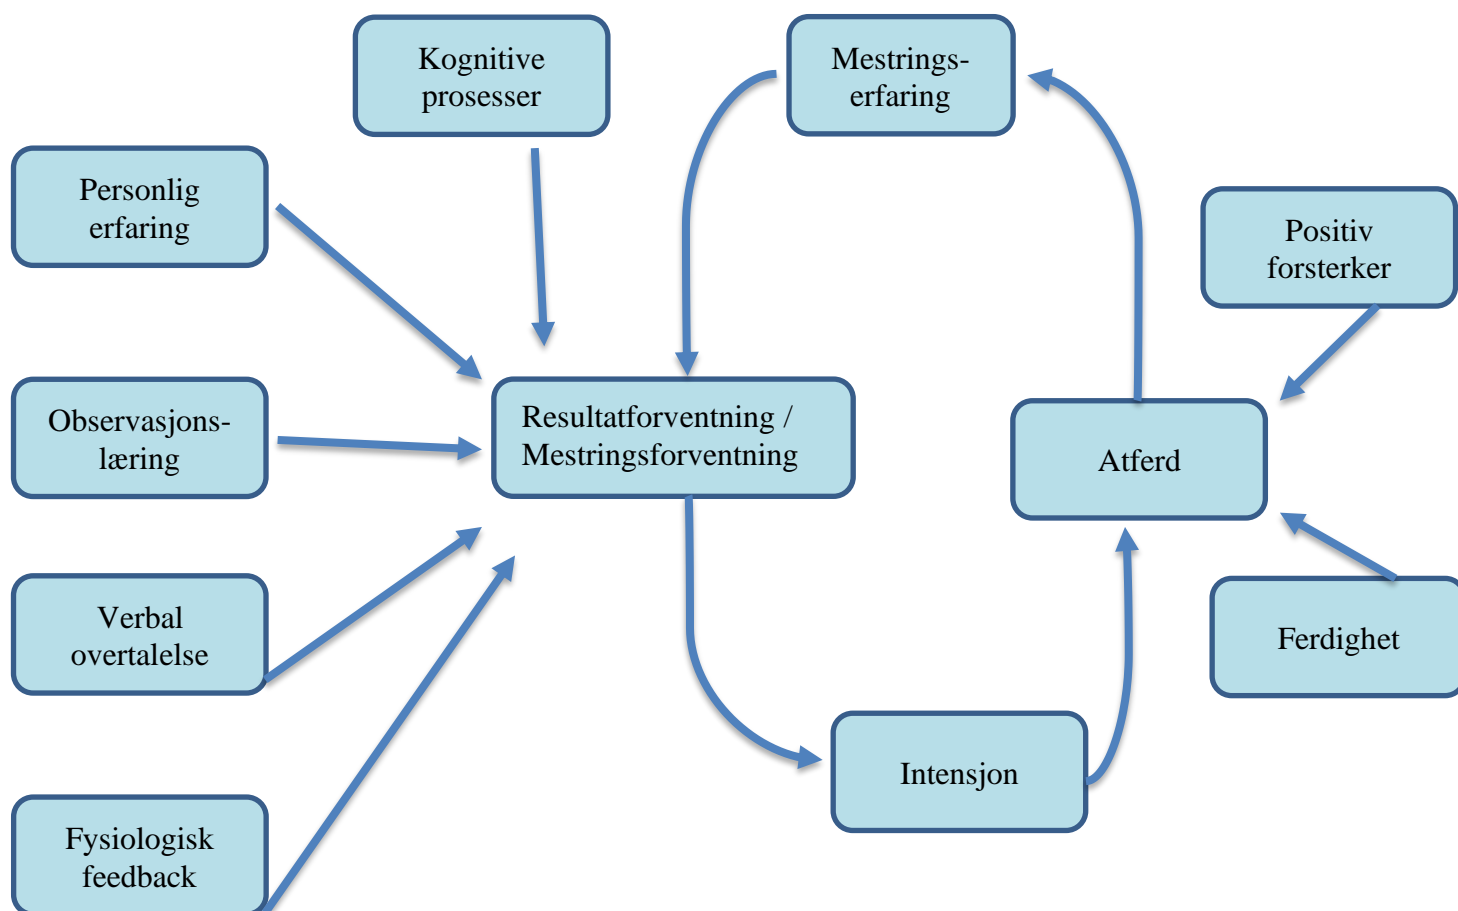 Kognitive
prosesser
Mestrings-
erfaring
Personlig
erfaring
Positiv
forsterker
Observasjons-
læring
Resultatforventning /
Mestringsforventning
Atferd
Verbal
overtalelse
Ferdighet
Intensjon
Fysiologisk
feedback